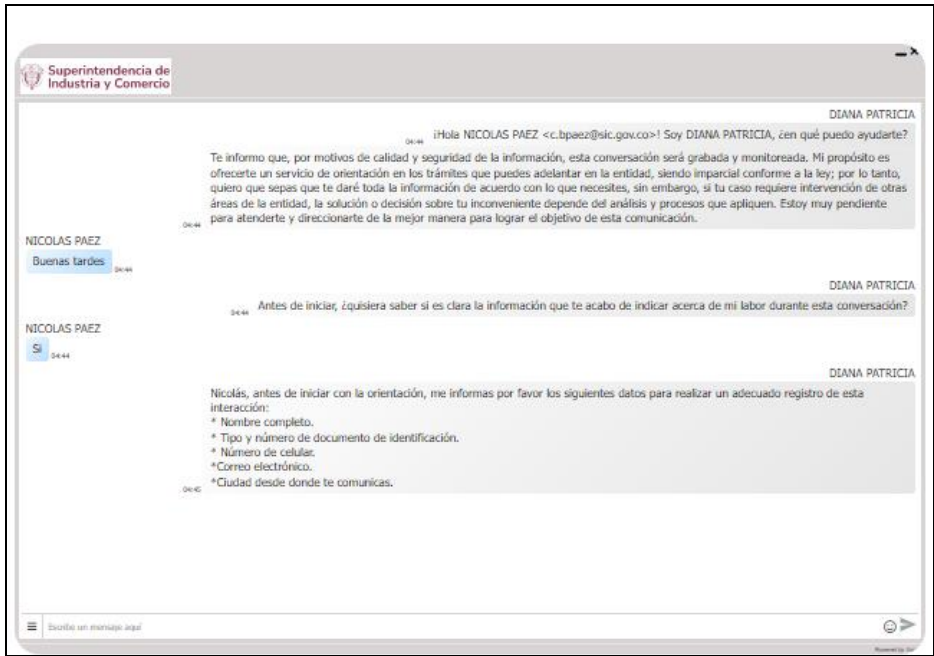 Superintendencia de
Industria y Comercio
DIANA PATRICIA
¡Hola NICOLAS PAEZ <c.bpaez@sic.gov.co>! Soy DIANA PATRICIA, ¿en qué puedo ayudarte?
04:44
Te informo que, por motivos de calidad y seguridad de la información, esta conversación será grabada y monitoreada. Mi propósito es
ofrecerte un servicio de orientación en los trámites que puedes adelantar en la entidad, siendo imparcial conforme a la ley; por lo tanto,
quiero que sepas que te daré toda la información de acuerdo con lo que necesites, sin embargo, si tu caso requiere intervención de otras
áreas de la entidad, la solución o decisión sobre tu inconveniente depende del análisis y procesos que apliquen. Estoy muy pendiente
para atenderte y direccionarte de la mejor manera para lograr el objetivo de esta comunicación.
04:44
NICOLAS PAEZ
Buenas tardes
04:44
DIANA PATRICIA
Antes de iniciar, ¿quisiera saber si es clara la información que te acabo de indicar acerca de mi labor durante esta conversación?
04:44
NICOLAS PAEZ
Si
04:44
DIANA PATRICIA
Nicolás, antes de iniciar con la orientación, me informas por favor los siguientes datos para realizar un adecuado registro de esta
interacción:
* Nombre completo.
* Tipo y número de documento de identificación.
* Número de celular.
*Correo electrónico.
*Ciudad desde donde te comunicas.
04:45
Escribe un mensaje aquí
Powered by